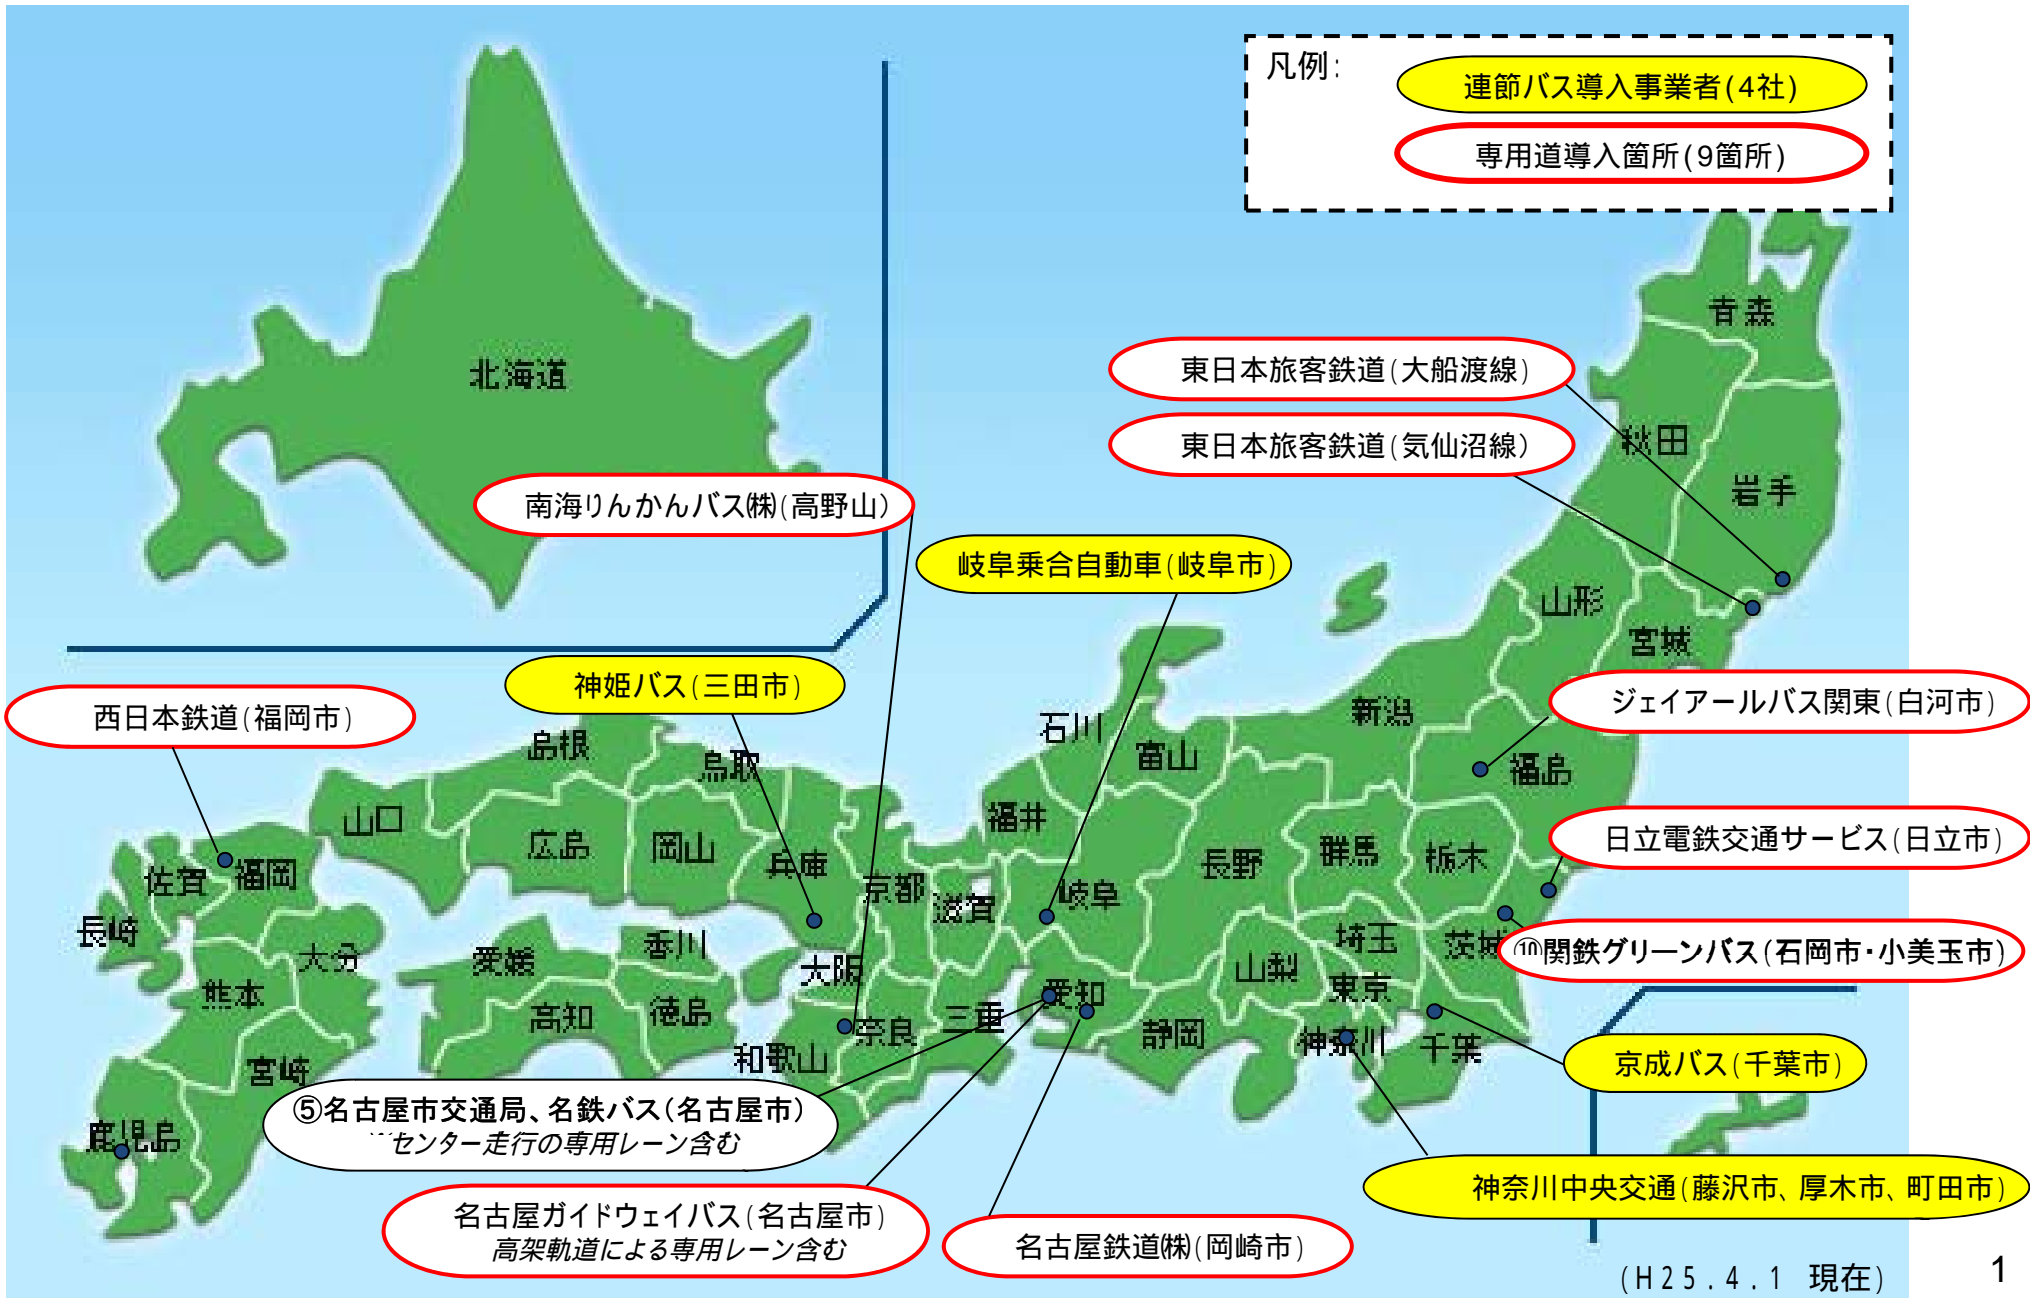 凡例:
連節バス導入事業者(4社)
専用道導入箇所(9箇所)
青森
北海道
東日本旅客鉄道(大船渡線)
秋田
東日本旅客鉄道(気仙沼線)
岩手
南海りんかんバス㈱(高野山)
岐阜乗合自動車(岐阜市)
山形
宮城
神姫バス(三田市)
西日本鉄道(福岡市)
ジェイアールバス関東(白河市)
新潟
石川
島根
鳥取
富山
福島
山口
福井
広島
岡山
兵庫
長野
群馬
栃木
日立電鉄交通サービス(日立市)
佐賀
福岡
京都
滋賀
岐阜
長崎
大分
愛媛
香川
大阪
埼玉
茨城
⑩関鉄グリーンバス(石岡市・小美玉市)
山梨
熊本
高知
徳島
奈良
三重
愛知
東京
静岡
神奈川
千葉
宮崎
和歌山
京成バス(千葉市)
⑤名古屋市交通局、名鉄バス(名古屋市)
※センター走行の専用レーン含む
鹿児島
神奈川中央交通(藤沢市、厚木市、町田市)
名古屋ガイドウェイバス(名古屋市)
高架軌道による専用レーン含む
名古屋鉄道㈱(岡崎市)
(H25.4.1 現在)
1